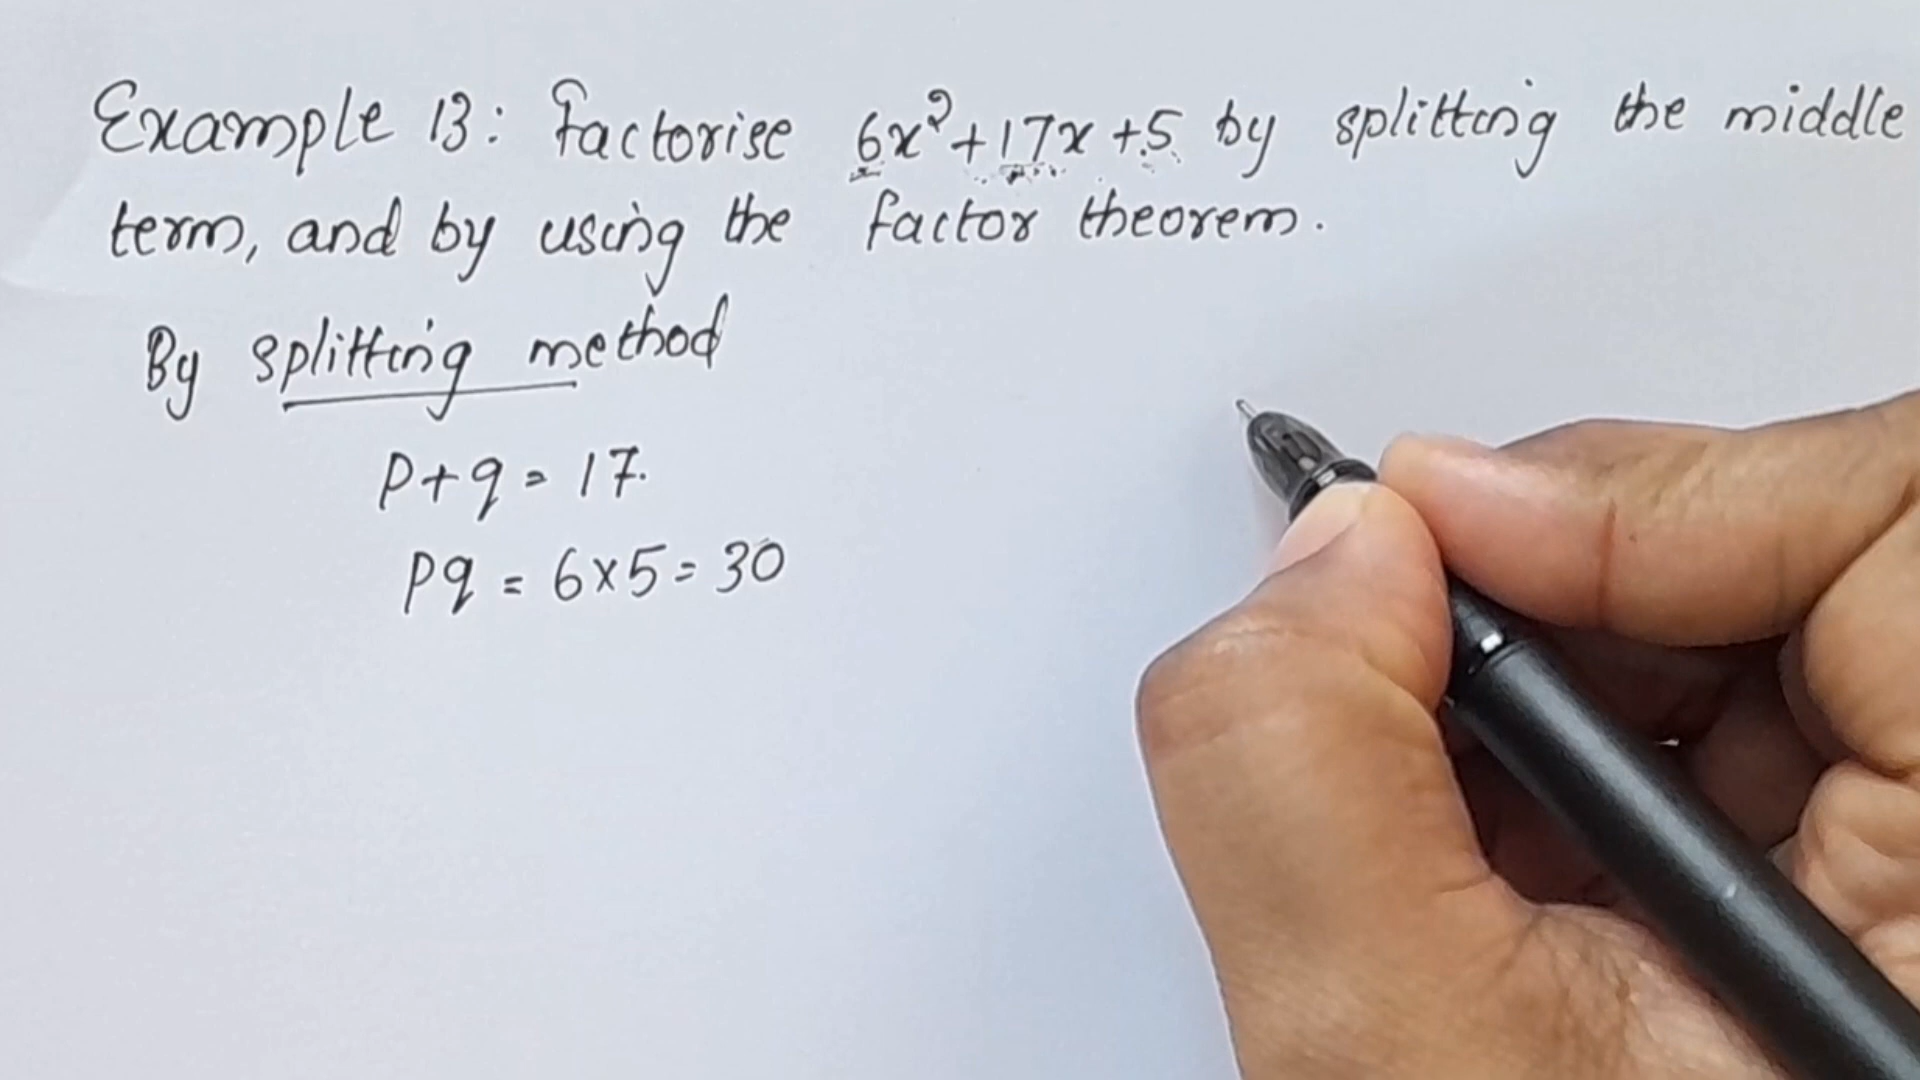 Example 13: Factorise 6x²+17x+5 by splitting the middle
term, and by using the factor theorem.
By splitting method
p+q = 17.
pq = 6×5 = 30